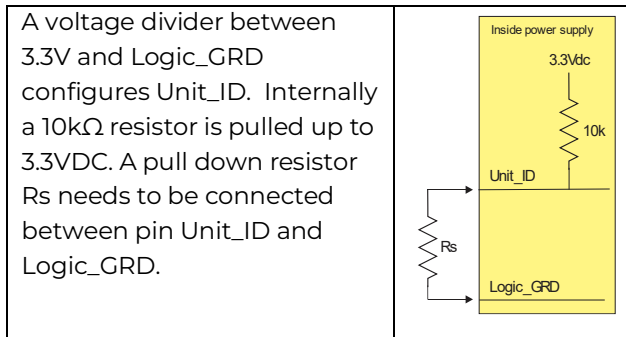 A voltage divider between
3.3V and Logic_GRD
configures Unit_ID.  Internally
a 10kΩ resistor is pulled up to
3.3VDC. A pull down resistor
Rs needs to be connected
between pin Unit_ID and
Logic_GRD.
Inside power supply
3.3Vdc
10k
Unit_ID
Rs
Logic_GRD